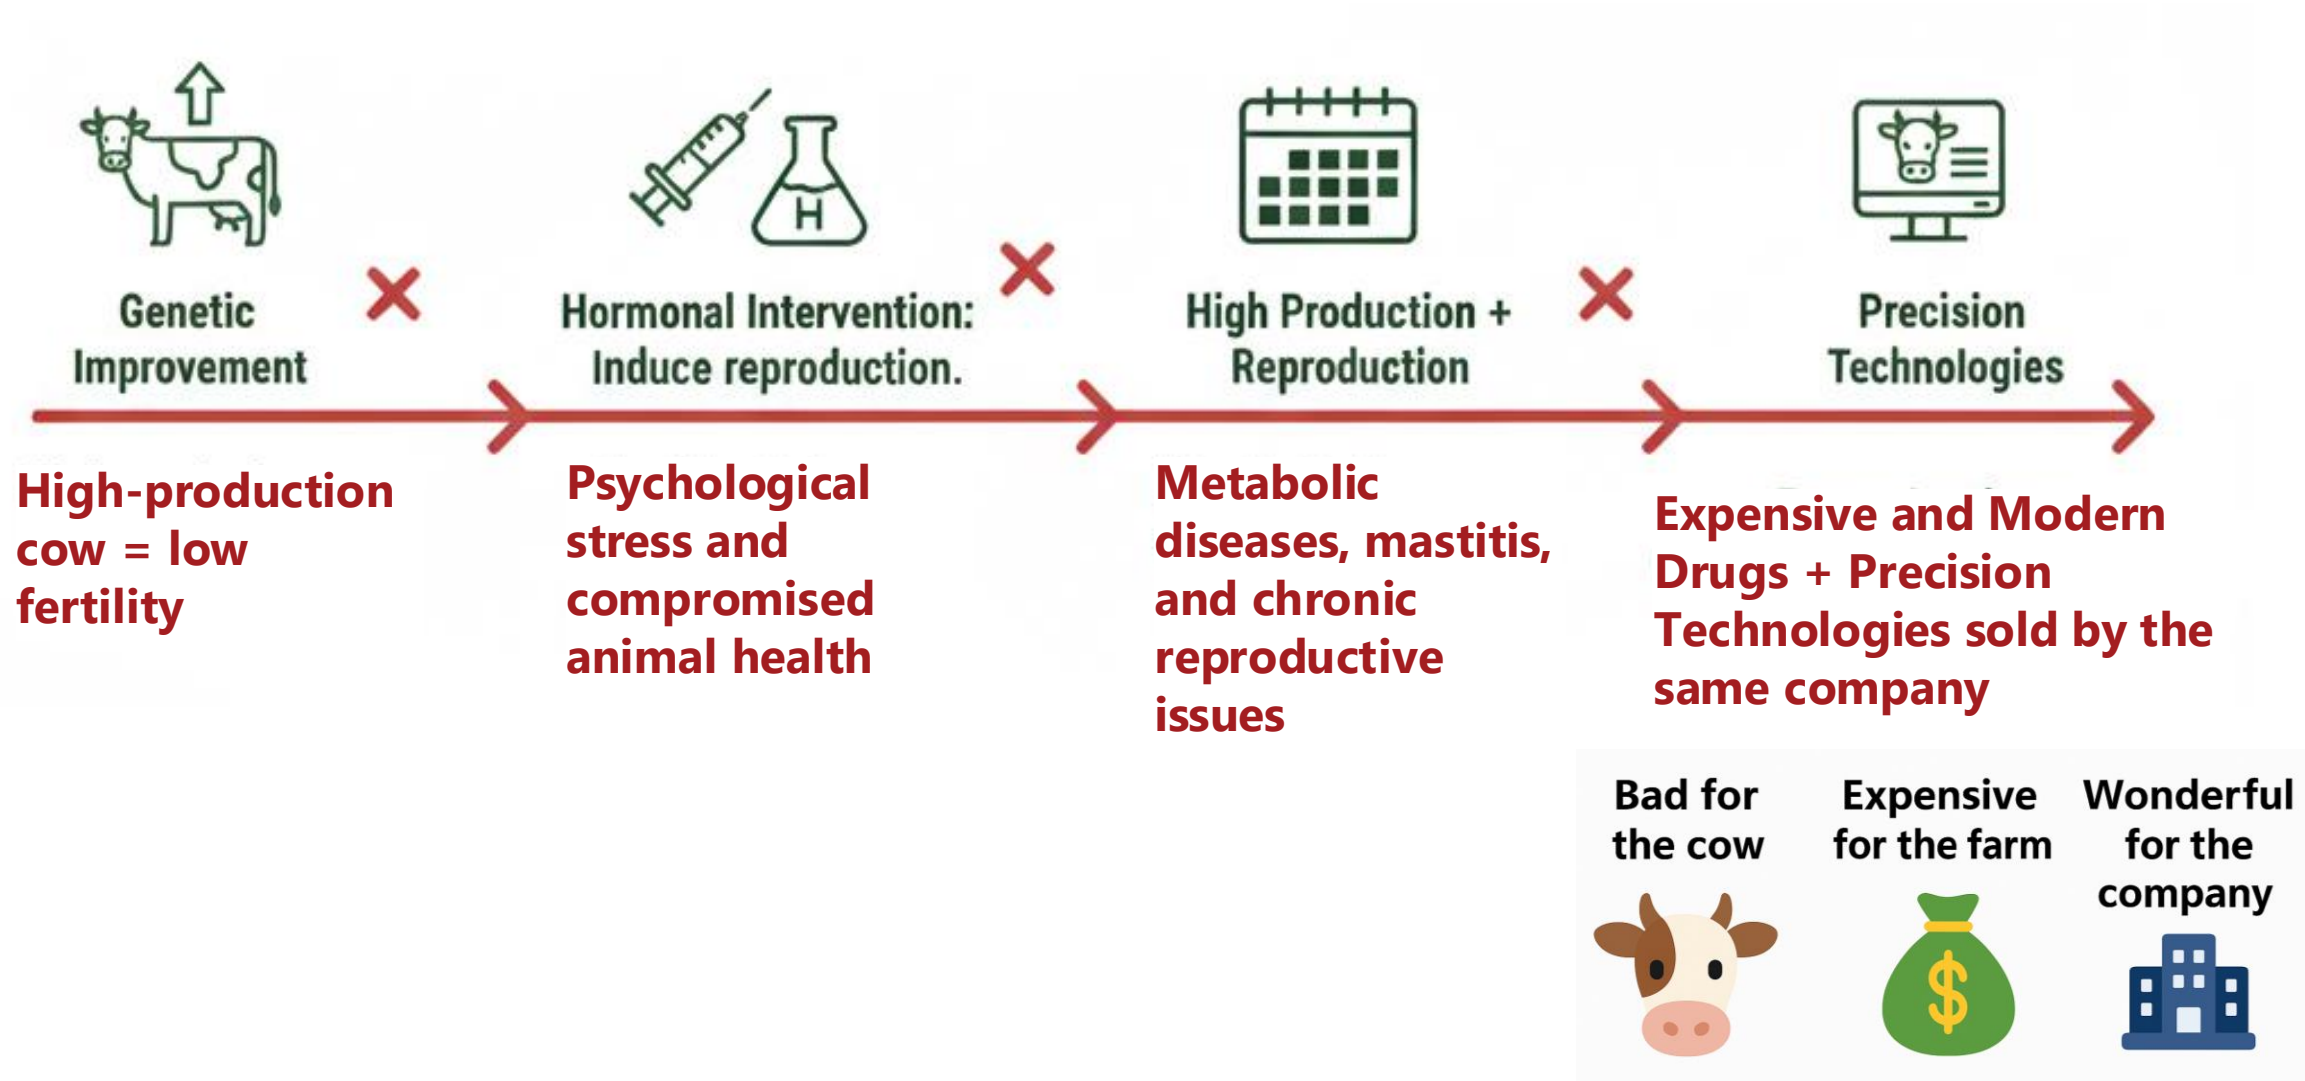 Genetic
Improvement
Hormonal Intervention:
Induce reproduction.
High Production +
Reproduction
Precision
Technologies
High-production
cow = low
fertility
Psychological
stress and
compromised
animal health
Metabolic
diseases, mastitis,
and chronic
reproductive
issues
Expensive and Modern
Drugs + Precision
Technologies sold by the
same company
Bad for
the cow
Expensive
for the farm
Wonderful
for the
company
H
$